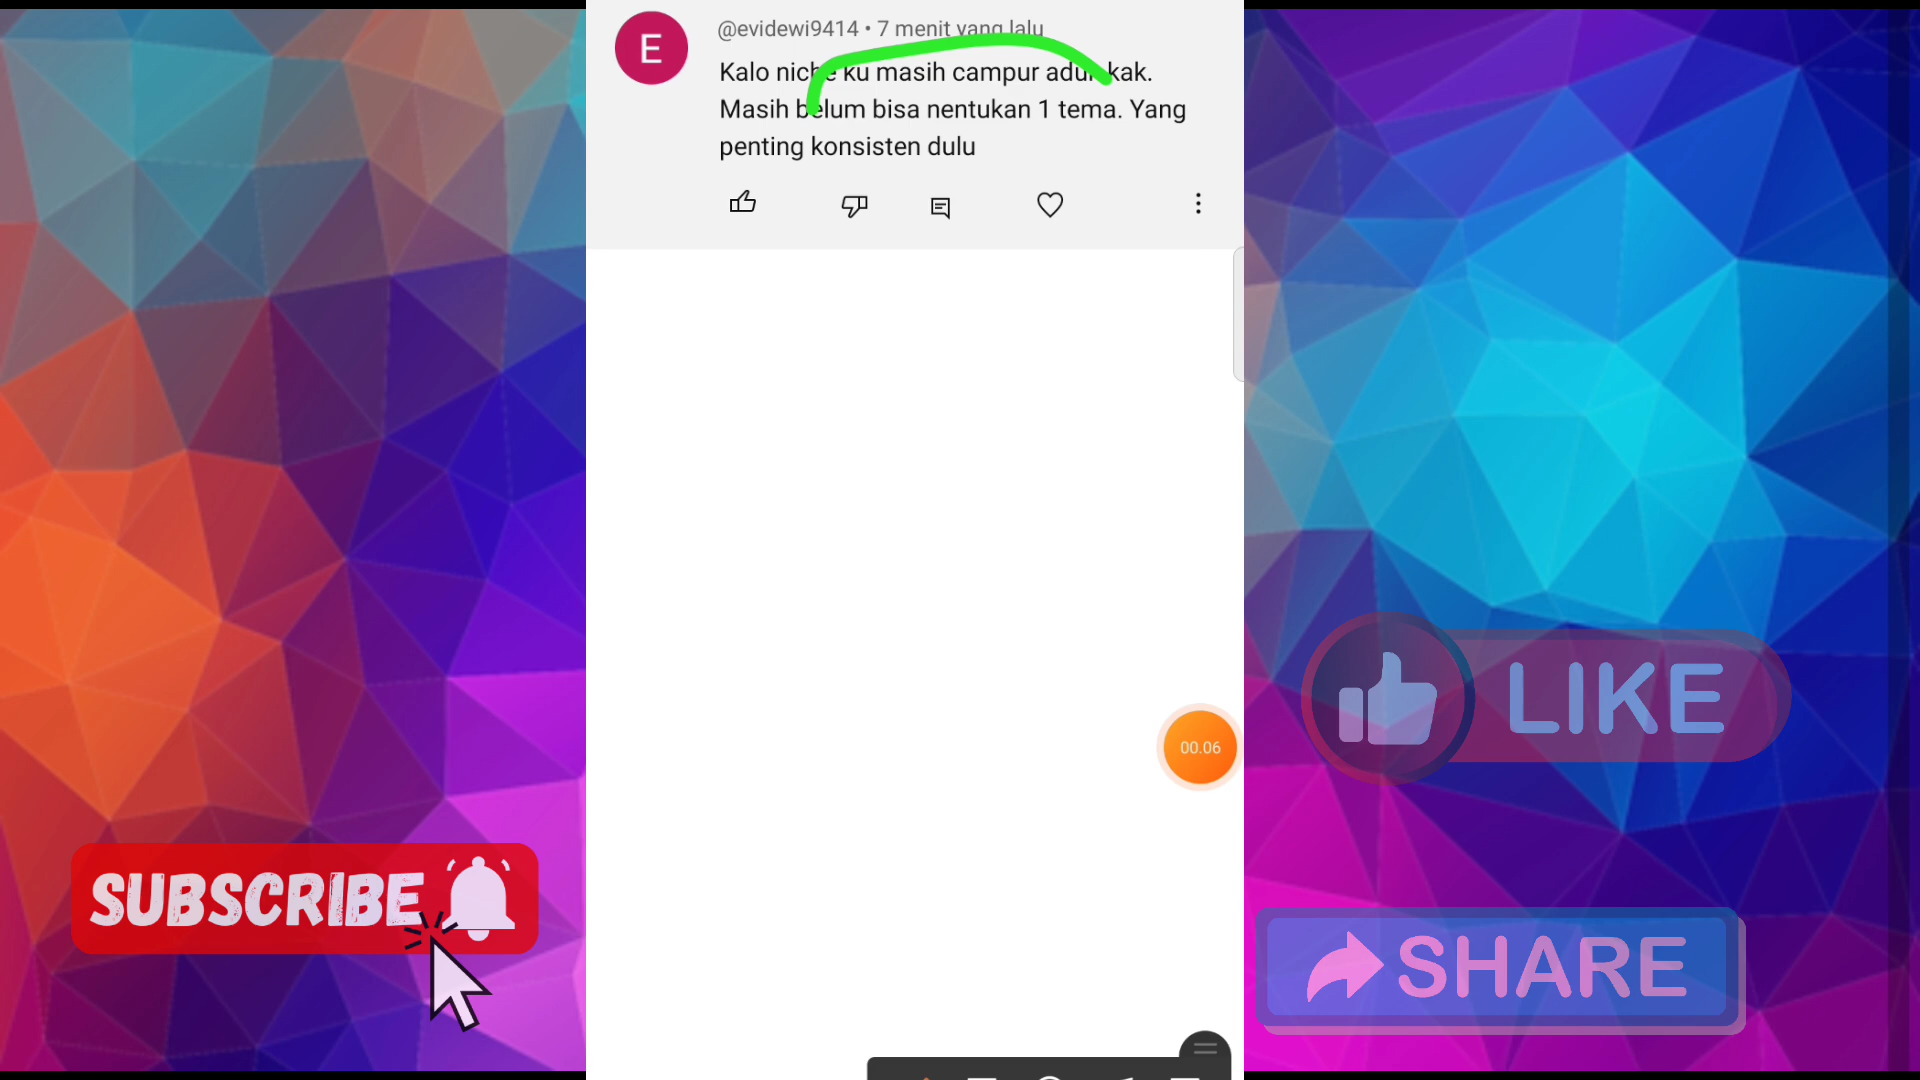 E
@evidewi9414 • 7 menit yang lalu
Kalo niche ku masih campur aduk kak.
Masih belum bisa nentukan 1 tema. Yang
penting konsisten dulu
00.06
LIKE
SUBSCRIBE
SHARE